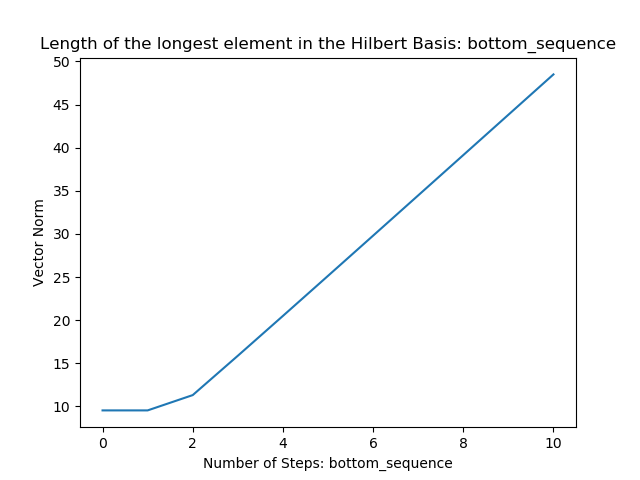 Length of the longest element in the Hilbert Basis: bottom_sequence
50
45
40
35
30
25
20
15
10
Vector Norm
0 2 4 6 8 10
Number of Steps: bottom_sequence